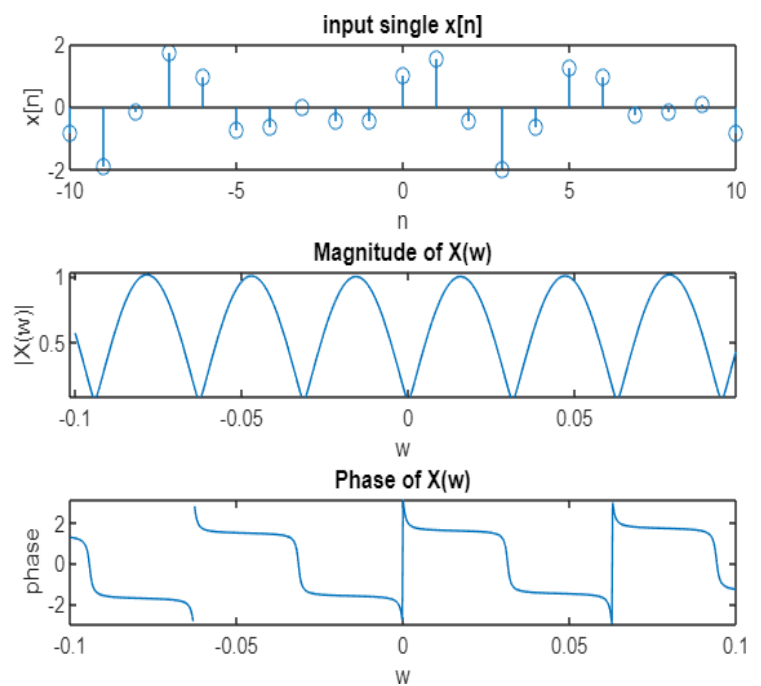 input single x[n]
x[n]
2
0
-2
-10
-5
0
5
10
n
Magnitude of X(w)
|X(w)|
1
0.5
-0.1
-0.05
0
0.05
w
Phase of X(w)
phase
2
0
-2
-0.1
-0.05
0
0.05
0.1
w